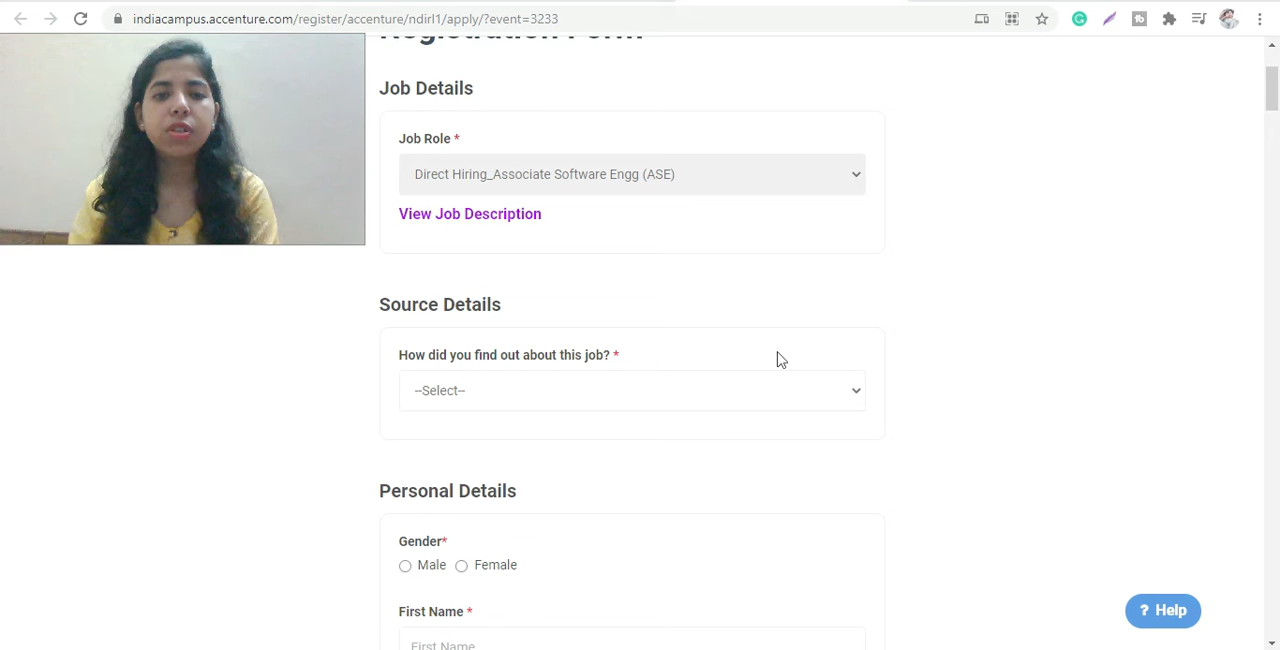 indiacampus.accenture.com/register/accenture/ndirl1/apply/?event=3233
Registration Form
Job Details
Job Role *
Direct Hiring_Associate Software Engg (ASE)
View Job Description
Source Details
How did you find out about this job? *
--Select--
Personal Details
Gender*
Male Female
First Name *
First Name
? Help